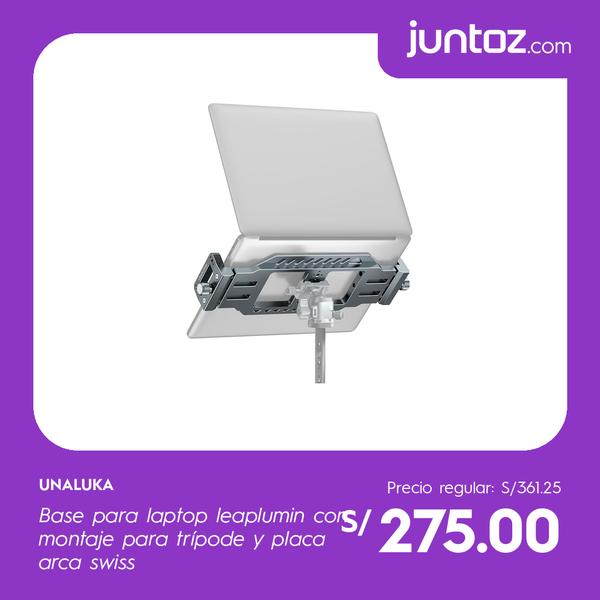 juntoz.com
UNALUKA
Base para laptop leaplumin con
montaje para trípode y placa
arca swiss
Precio regular: S/361.25
S/ 275.00